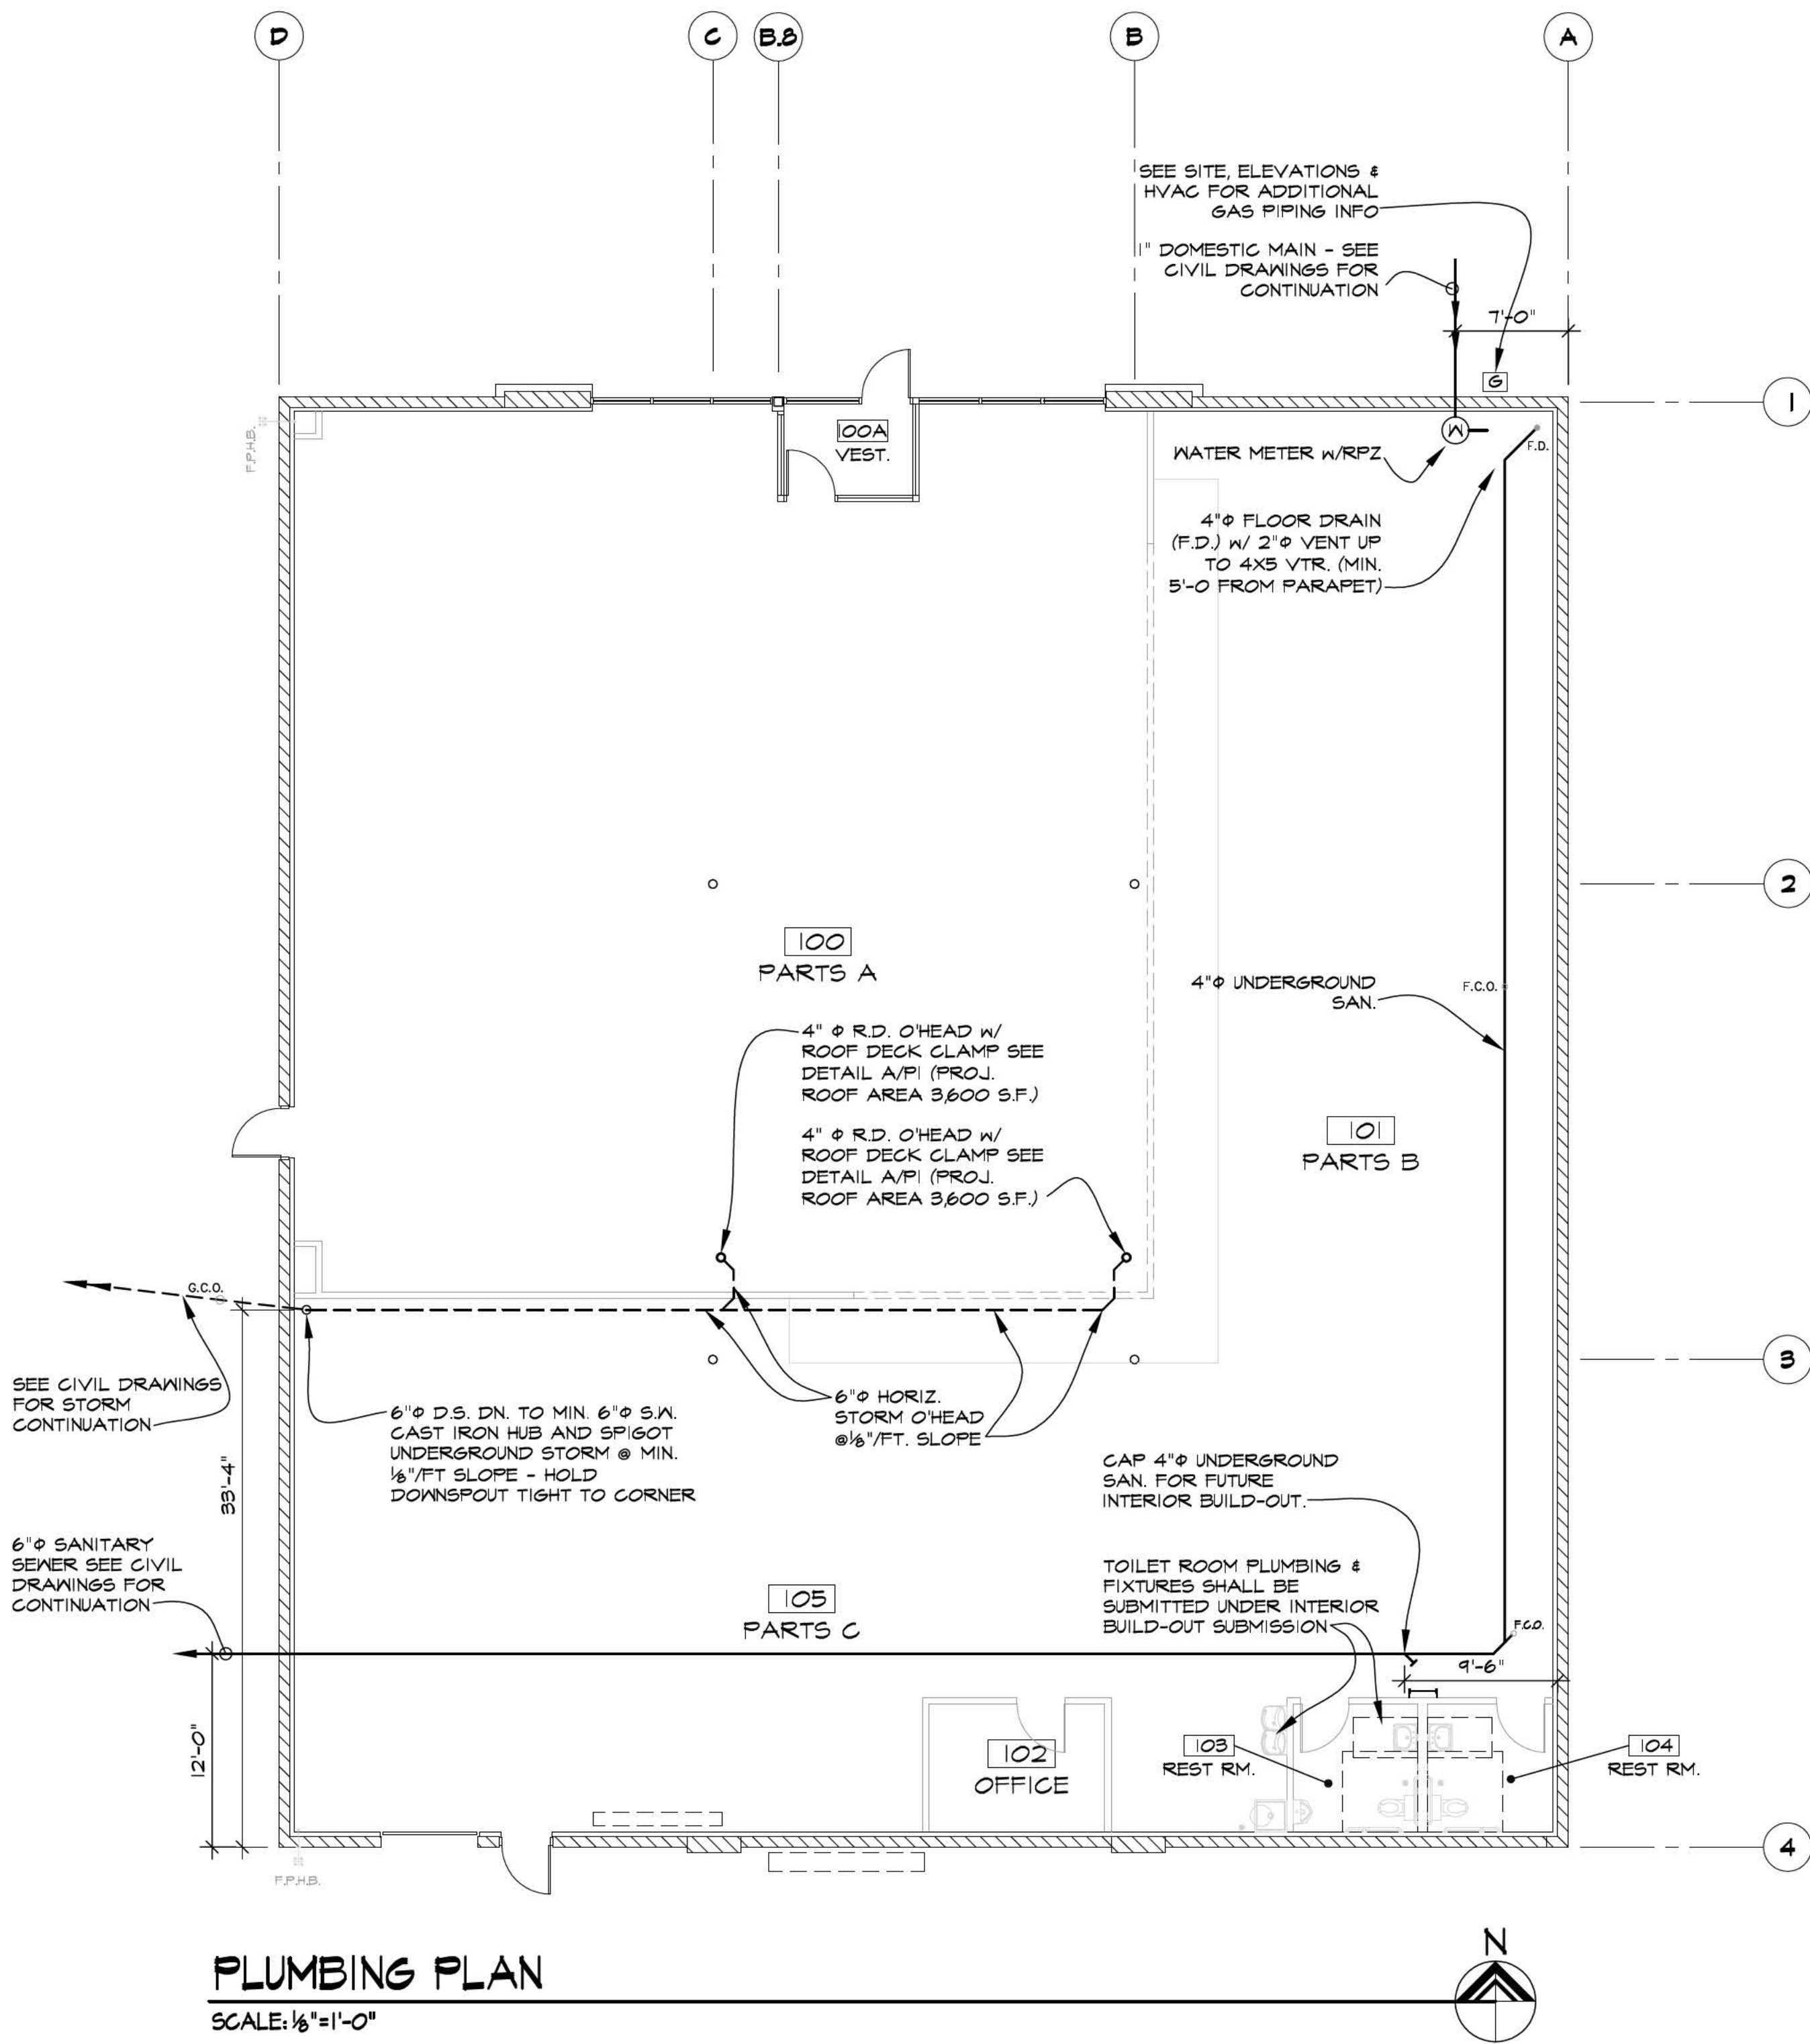 D
C
B.8
B
A
SEE SITE, ELEVATIONS &
HVAC FOR ADDITIONAL
GAS PIPING INFO
1" DOMESTIC MAIN - SEE
CIVIL DRAWINGS FOR
CONTINUATION
7'-0"
G
1
F.P.H.B.
100A
VEST.
W
WATER METER W/RPZ
F.D.
4"Φ FLOOR DRAIN
(F.D.) W/ 2"Φ VENT UP
TO 4X5 VTR. (MIN.
5'-0 FROM PARAPET)
2
100
PARTS A
4"Φ UNDERGROUND
SAN.
F.C.O.
4" Φ R.D. O'HEAD W/
ROOF DECK CLAMP SEE
DETAIL A/P1 (PROJ.
ROOF AREA 3,600 S.F.)
4" Φ R.D. O'HEAD W/
ROOF DECK CLAMP SEE
DETAIL A/P1 (PROJ.
ROOF AREA 3,600 S.F.)
101
PARTS B
G.C.O.
3
SEE CIVIL DRAWINGS
FOR STORM
CONTINUATION
6"Φ D.S. DN. TO MIN. 6"Φ S.W.
CAST IRON HUB AND SPIGOT
UNDERGROUND STORM @ MIN.
1/8"/FT SLOPE - HOLD
DOWNSPOUT TIGHT TO CORNER
6"Φ HORIZ.
STORM O'HEAD
@1/8"/FT. SLOPE
33'-4"
CAP 4"Φ UNDERGROUND
SAN. FOR FUTURE
INTERIOR BUILD-OUT.
6"Φ SANITARY
SEWER SEE CIVIL
DRAWINGS FOR
CONTINUATION
TOILET ROOM PLUMBING &
FIXTURES SHALL BE
SUBMITTED UNDER INTERIOR
BUILD-OUT SUBMISSION
105
PARTS C
F.C.O.
9'-6"
12'-0"
102
OFFICE
103
REST RM.
104
REST RM.
4
F.P.H.B.
PLUMBING PLAN
SCALE: 1/8"=1'-0"
N